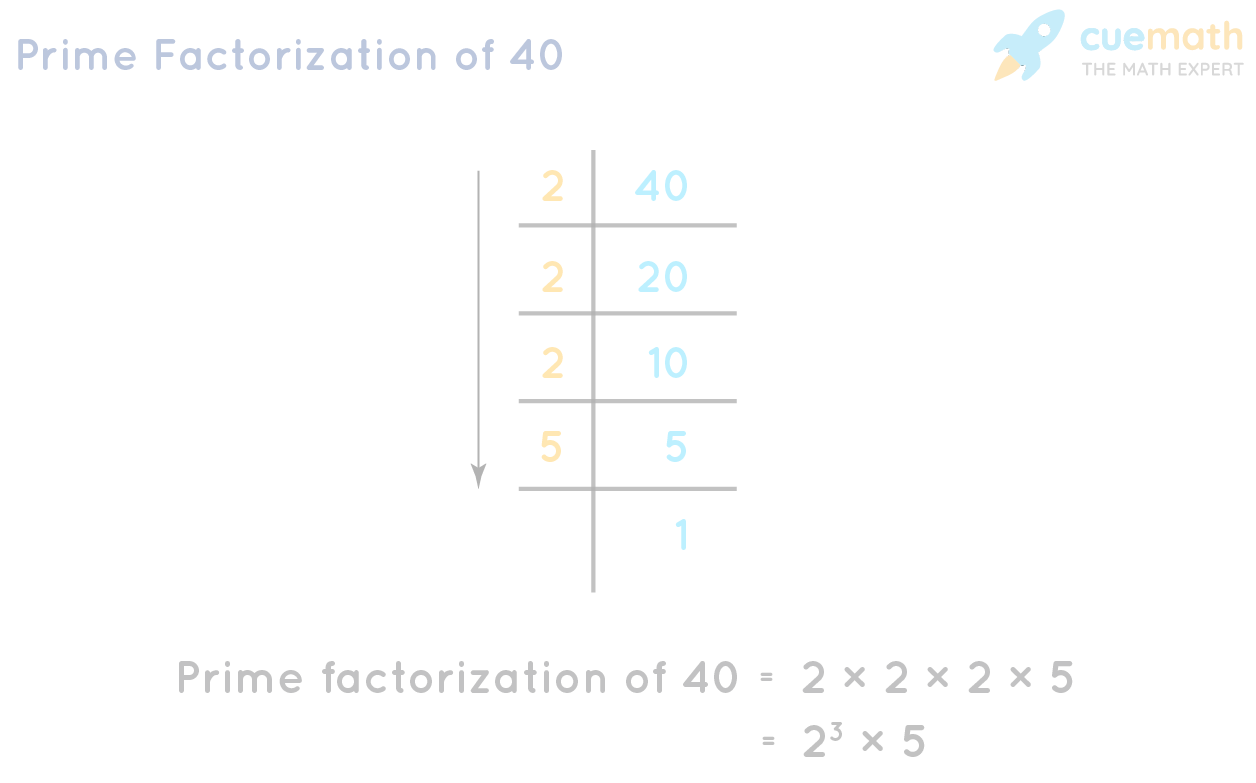 Prime Factorization of 40
cuemath
THE MATH EXPERT
2 40
2 20
2 10
5 5
1
Prime factorization of 40 = 2 × 2 × 2 × 5
= 2³ × 5